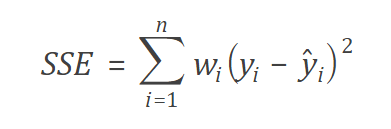 SSE = ∑_{i=1}^{n} w_i (y_i − ŷ_i)^2